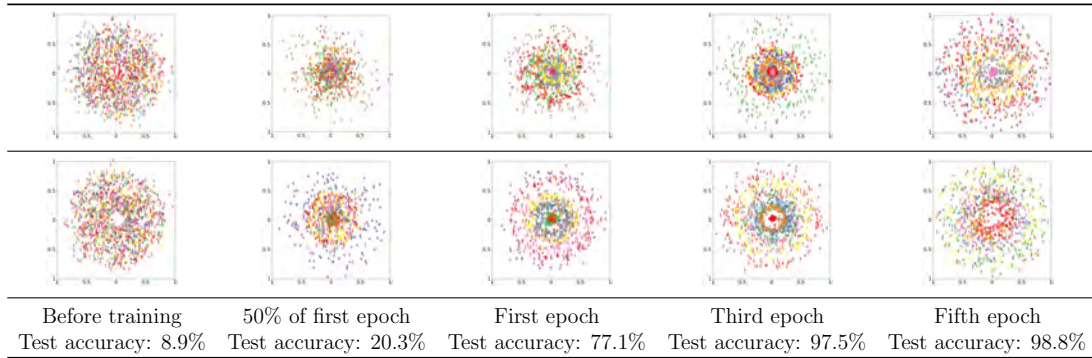 Before training 50% of first epoch First epoch Third epoch Fifth epoch
Test accuracy: 8.9% Test accuracy: 20.3% Test accuracy: 77.1% Test accuracy: 97.5% Test accuracy: 98.8%